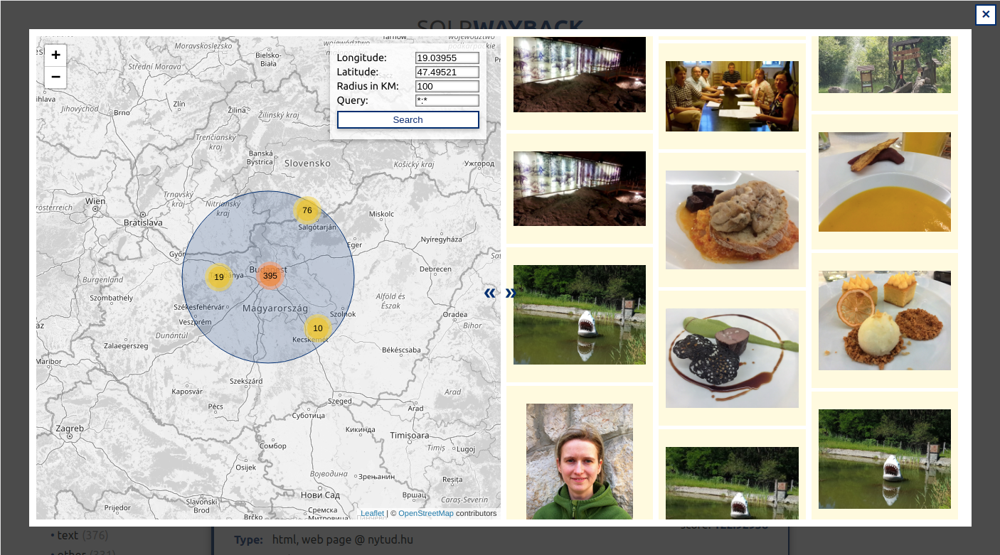 SOLRWAYBACK
×
+
−
Longitude: 19.03955
Latitude: 47.49521
Radius in KM: 100
Query: *:*
Search
Moravskoslezsko
Bielsko-
Biała
Střední Morava
Jihlava
Jihovýchod
Brno
Zlín
Žilina
Žilinský kraj
Trenčianský
kraj
Banská
Bystrica
Slovensko
Košický kraj
Ужгород
Wien
Trnavský
kraj
Nitriansky
kraj
Bratislava
76
Salgótarján
Miskolc
Nyíregyháza
Eger
Győr
19
Budapest
395
Debrecen
Burgenland
Szombathely
Alföld és
Észak
Székesfehérvár
Magyarország
Szolnok
Oradea
Bihor
Veszprém
10
Kecskemét
Dunántúl
Zalaegerszeg
Békéscsaba
Maribor
Szekszárd
Kaposvár
Pécs
Szeged
Arad
Arad
Суботица
Zagreb
Кикинда
Timișoara
Сомбор
Timiș
Lugoj
Osijek
Војводина
Зрењанин
Reșița
Нови Сад
Вршац
Caraș-Severin
Slavonski
Brod
Prijedor
Brčko
Сремска
Митровица
Панчево
« »
Leaflet | © OpenStreetMap contributors
• text (376)
• other (331)
Type: html, web page @ nytud.hu